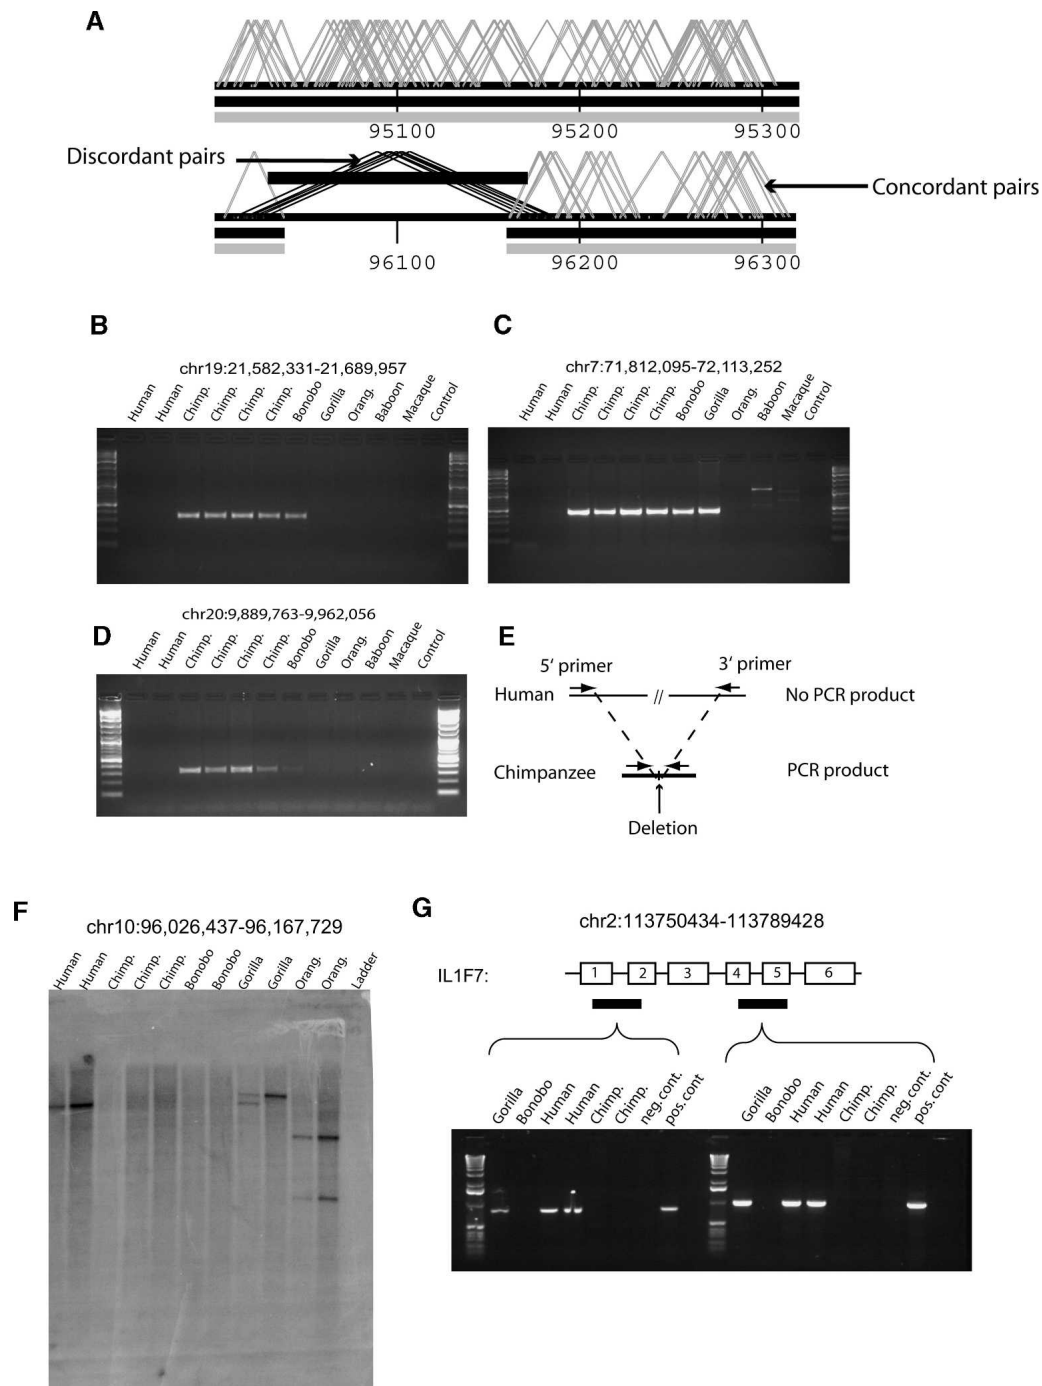 A
95100 95200 95300
Discordant pairs
Concordant pairs
96100 96200 96300
B
chr19:21,582,331-21,689,957
Human Human Chimp. Chimp. Chimp. Chimp. Bonobo Gorilla Orang. Baboon Macaque Control
C
chr7:71,812,095-72,113,252
Human Human Chimp. Chimp. Chimp. Chimp. Bonobo Gorilla Orang. Baboon Macaque Control
D
chr20:9,889,763-9,962,056
Human Human Chimp. Chimp. Chimp. Chimp. Bonobo Gorilla Orang. Baboon Macaque Control
E
5' primer 3' primer
Human // No PCR product
Chimpanzee PCR product
Deletion
F
chr10:96,026,437-96,167,729
Human Human Chimp. Chimp. Chimp. Bonobo Bonobo Gorilla Gorilla Orang. Orang. Ladder
G
chr2:113750434-113789428
IL1F7: 1 2 3 4 5 6
Gorilla Bonobo Human Human Chimp. Chimp. neg.cont. pos.cont
Gorilla Bonobo Human Human Chimp. Chimp. neg.cont. pos.cont